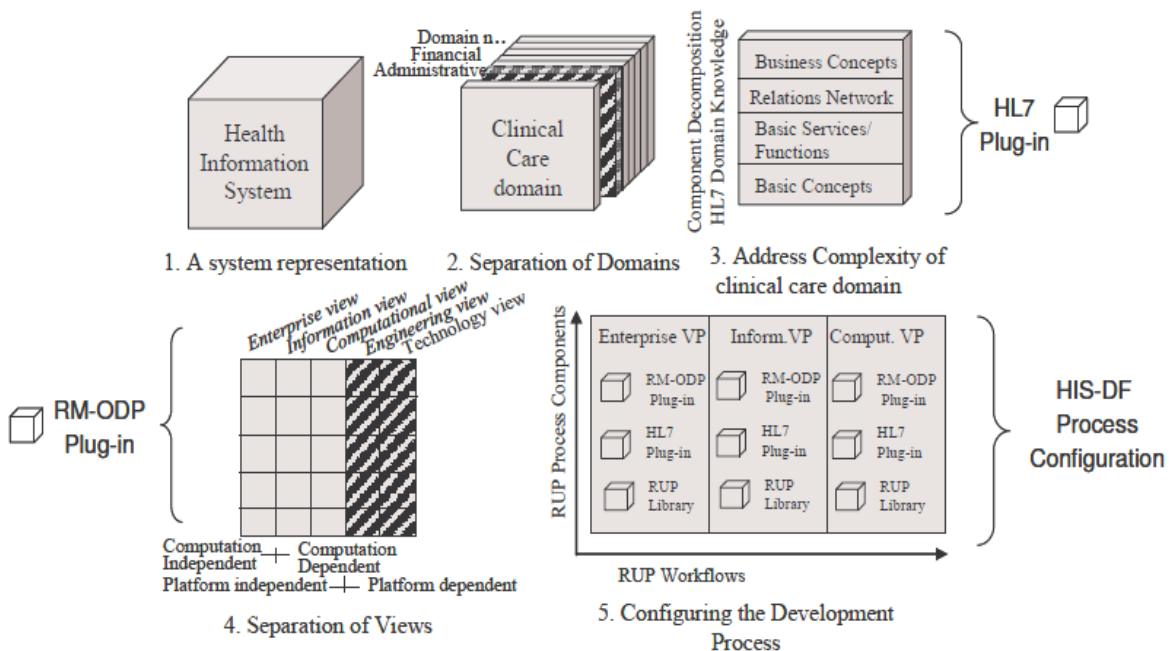 Health
Information
System
1. A system representation
Domain n..
Financial
Administrative
Clinical
Care
domain
2. Separation of Domains
Component Decomposition
HL7 Domain Knowledge
Business Concepts
Relations Network
Basic Services/
Functions
Basic Concepts
HL7
Plug-in
3. Address Complexity of
clinical care domain
RM-ODP
Plug-in
Enterprise view
Information view
Computational view
Engineering view
Technology view
Computation
Independent
Computation
Dependent
Platform independent
Platform dependent
4. Separation of Views
RUP Process Components
Enterprise VP
RM-ODP
Plug-in
HL7
Plug-in
RUP
Library
Inform.VP
RM-ODP
Plug-in
HL7
Plug-in
RUP
Library
Comput. VP
RM-ODP
Plug-in
HL7
Plug-in
RUP
Library
RUP Workflows
HIS-DF
Process
Configuration
5. Configuring the Development
Process